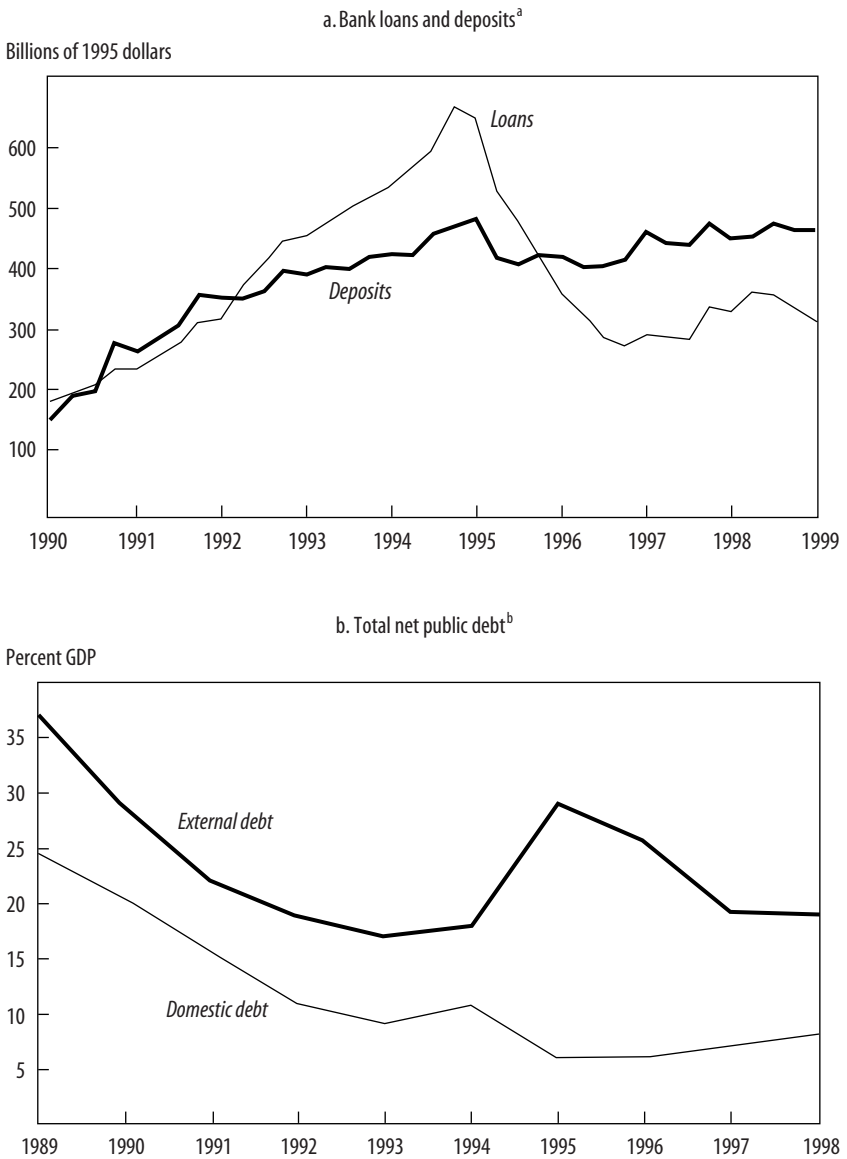 a. Bank loans and deposits a
Billions of 1995 dollars
Loans
600
500
400
Deposits
300
200
100
1990 1991 1992 1993 1994 1995 1996 1997 1998 1999
b. Total net public debt b
Percent GDP
35
30
External debt
25
20
15
Domestic debt
10
5
1989 1990 1991 1992 1993 1994 1995 1996 1997 1998